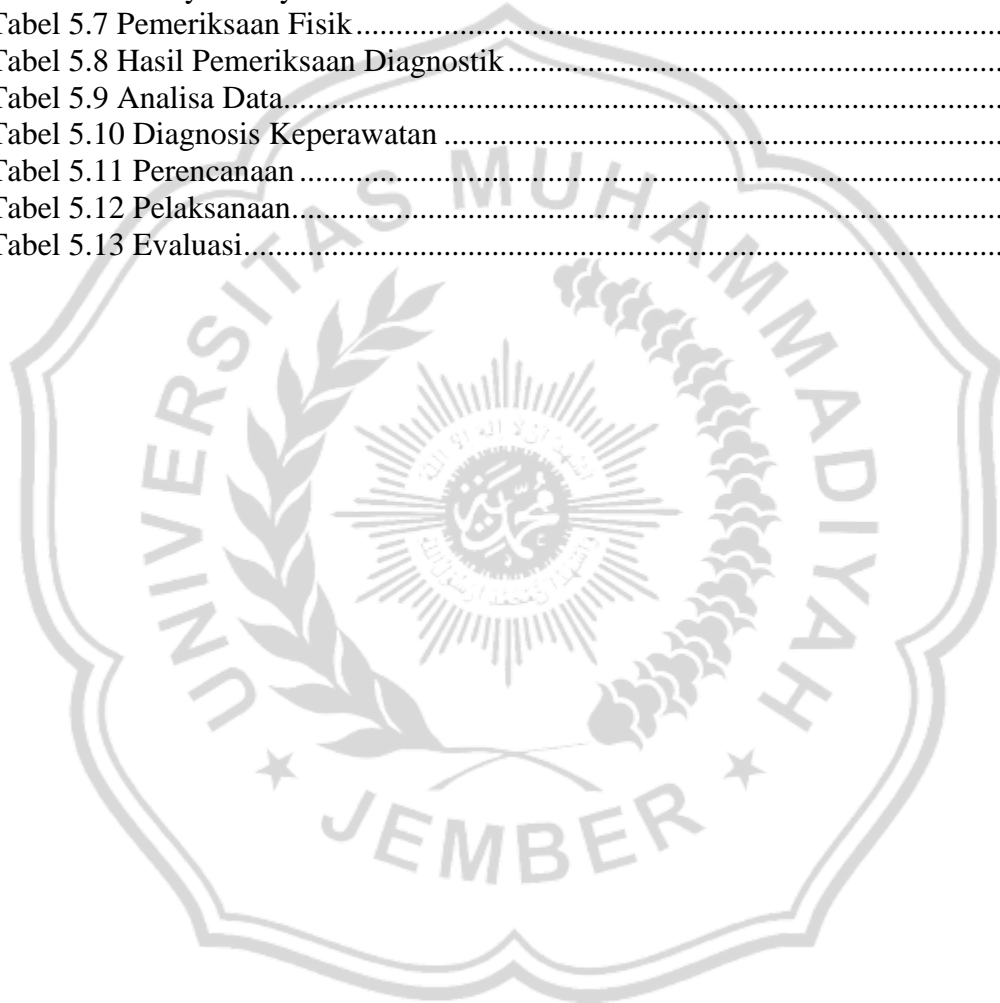 Tabel 5.7 Pemeriksaan Fisik....................................................................................
Tabel 5.8 Hasil Pemeriksaan Diagnostik................................................................
Tabel 5.9 Analisa Data............................................................................................
Tabel 5.10 Diagnosis Keperawatan ........................................................................
Tabel 5.11 Perencanaan ..........................................................................................
Tabel 5.12 Pelaksanaan...........................................................................................
Tabel 5.13 Evaluasi.................................................................................................
UNIVERSITAS MUHAMMADIYAH
JEMBER